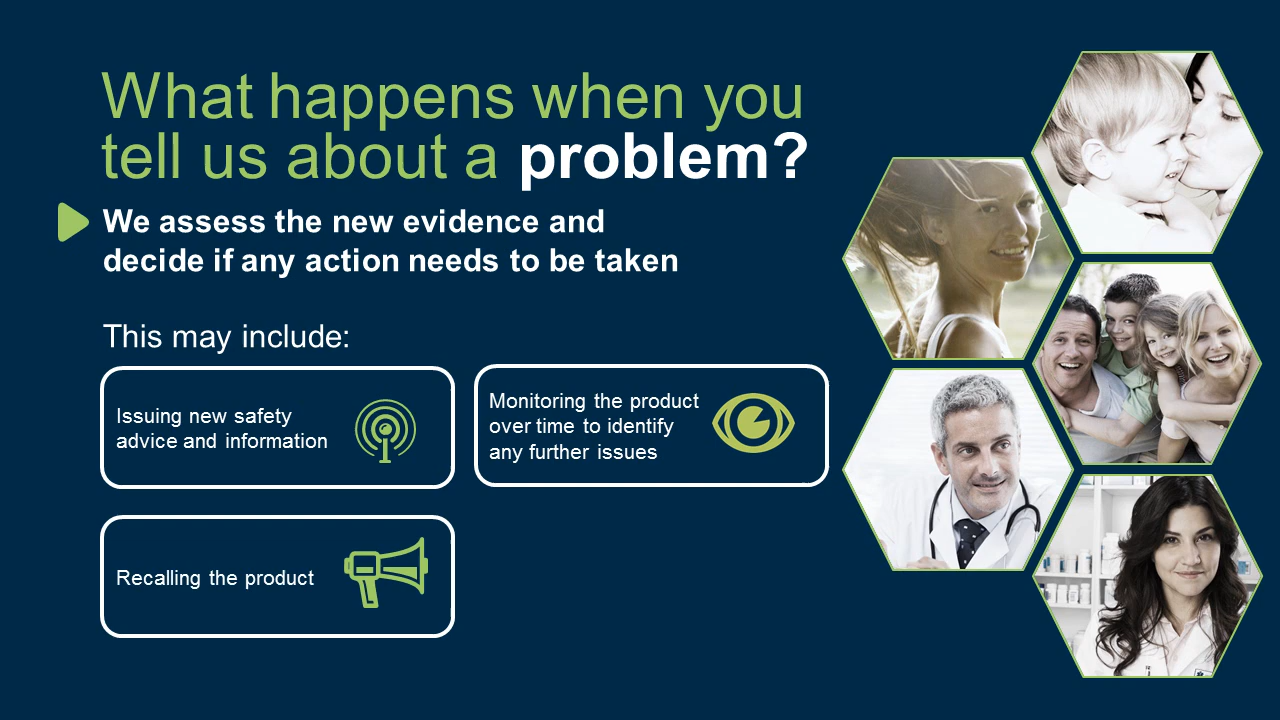 What happens when you
tell us about a problem?
We assess the new evidence and
decide if any action needs to be taken
This may include:
Issuing new safety
advice and information
Monitoring the product
over time to identify
any further issues
Recalling the product